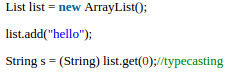 List list = new ArrayList();
list.add("hello");
String s = (String) list.get(0);//typecasting